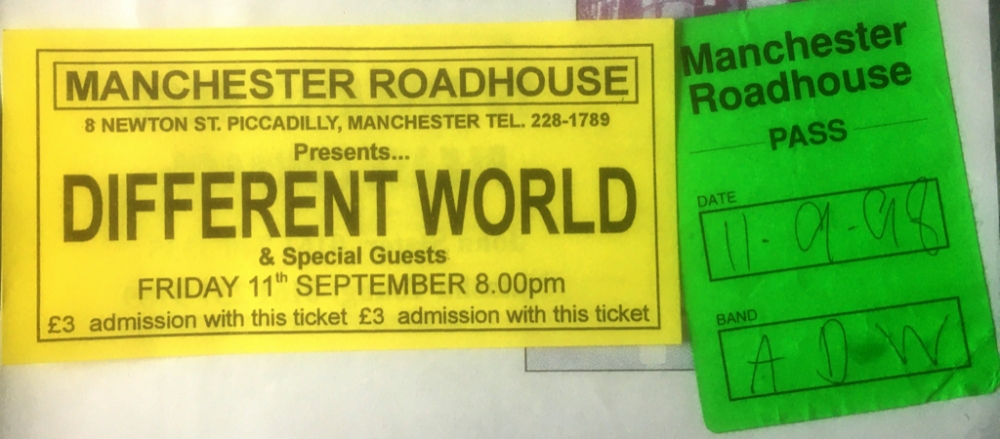 MANCHESTER ROADHOUSE
8 NEWTON ST. PICCADILLY, MANCHESTER TEL. 228-1789
Presents...
DIFFERENT WORLD
& Special Guests
FRIDAY 11th SEPTEMBER 8.00pm
£3 admission with this ticket £3 admission with this ticket
Manchester
Roadhouse
PASS
DATE
11-9-98
BAND
A D W